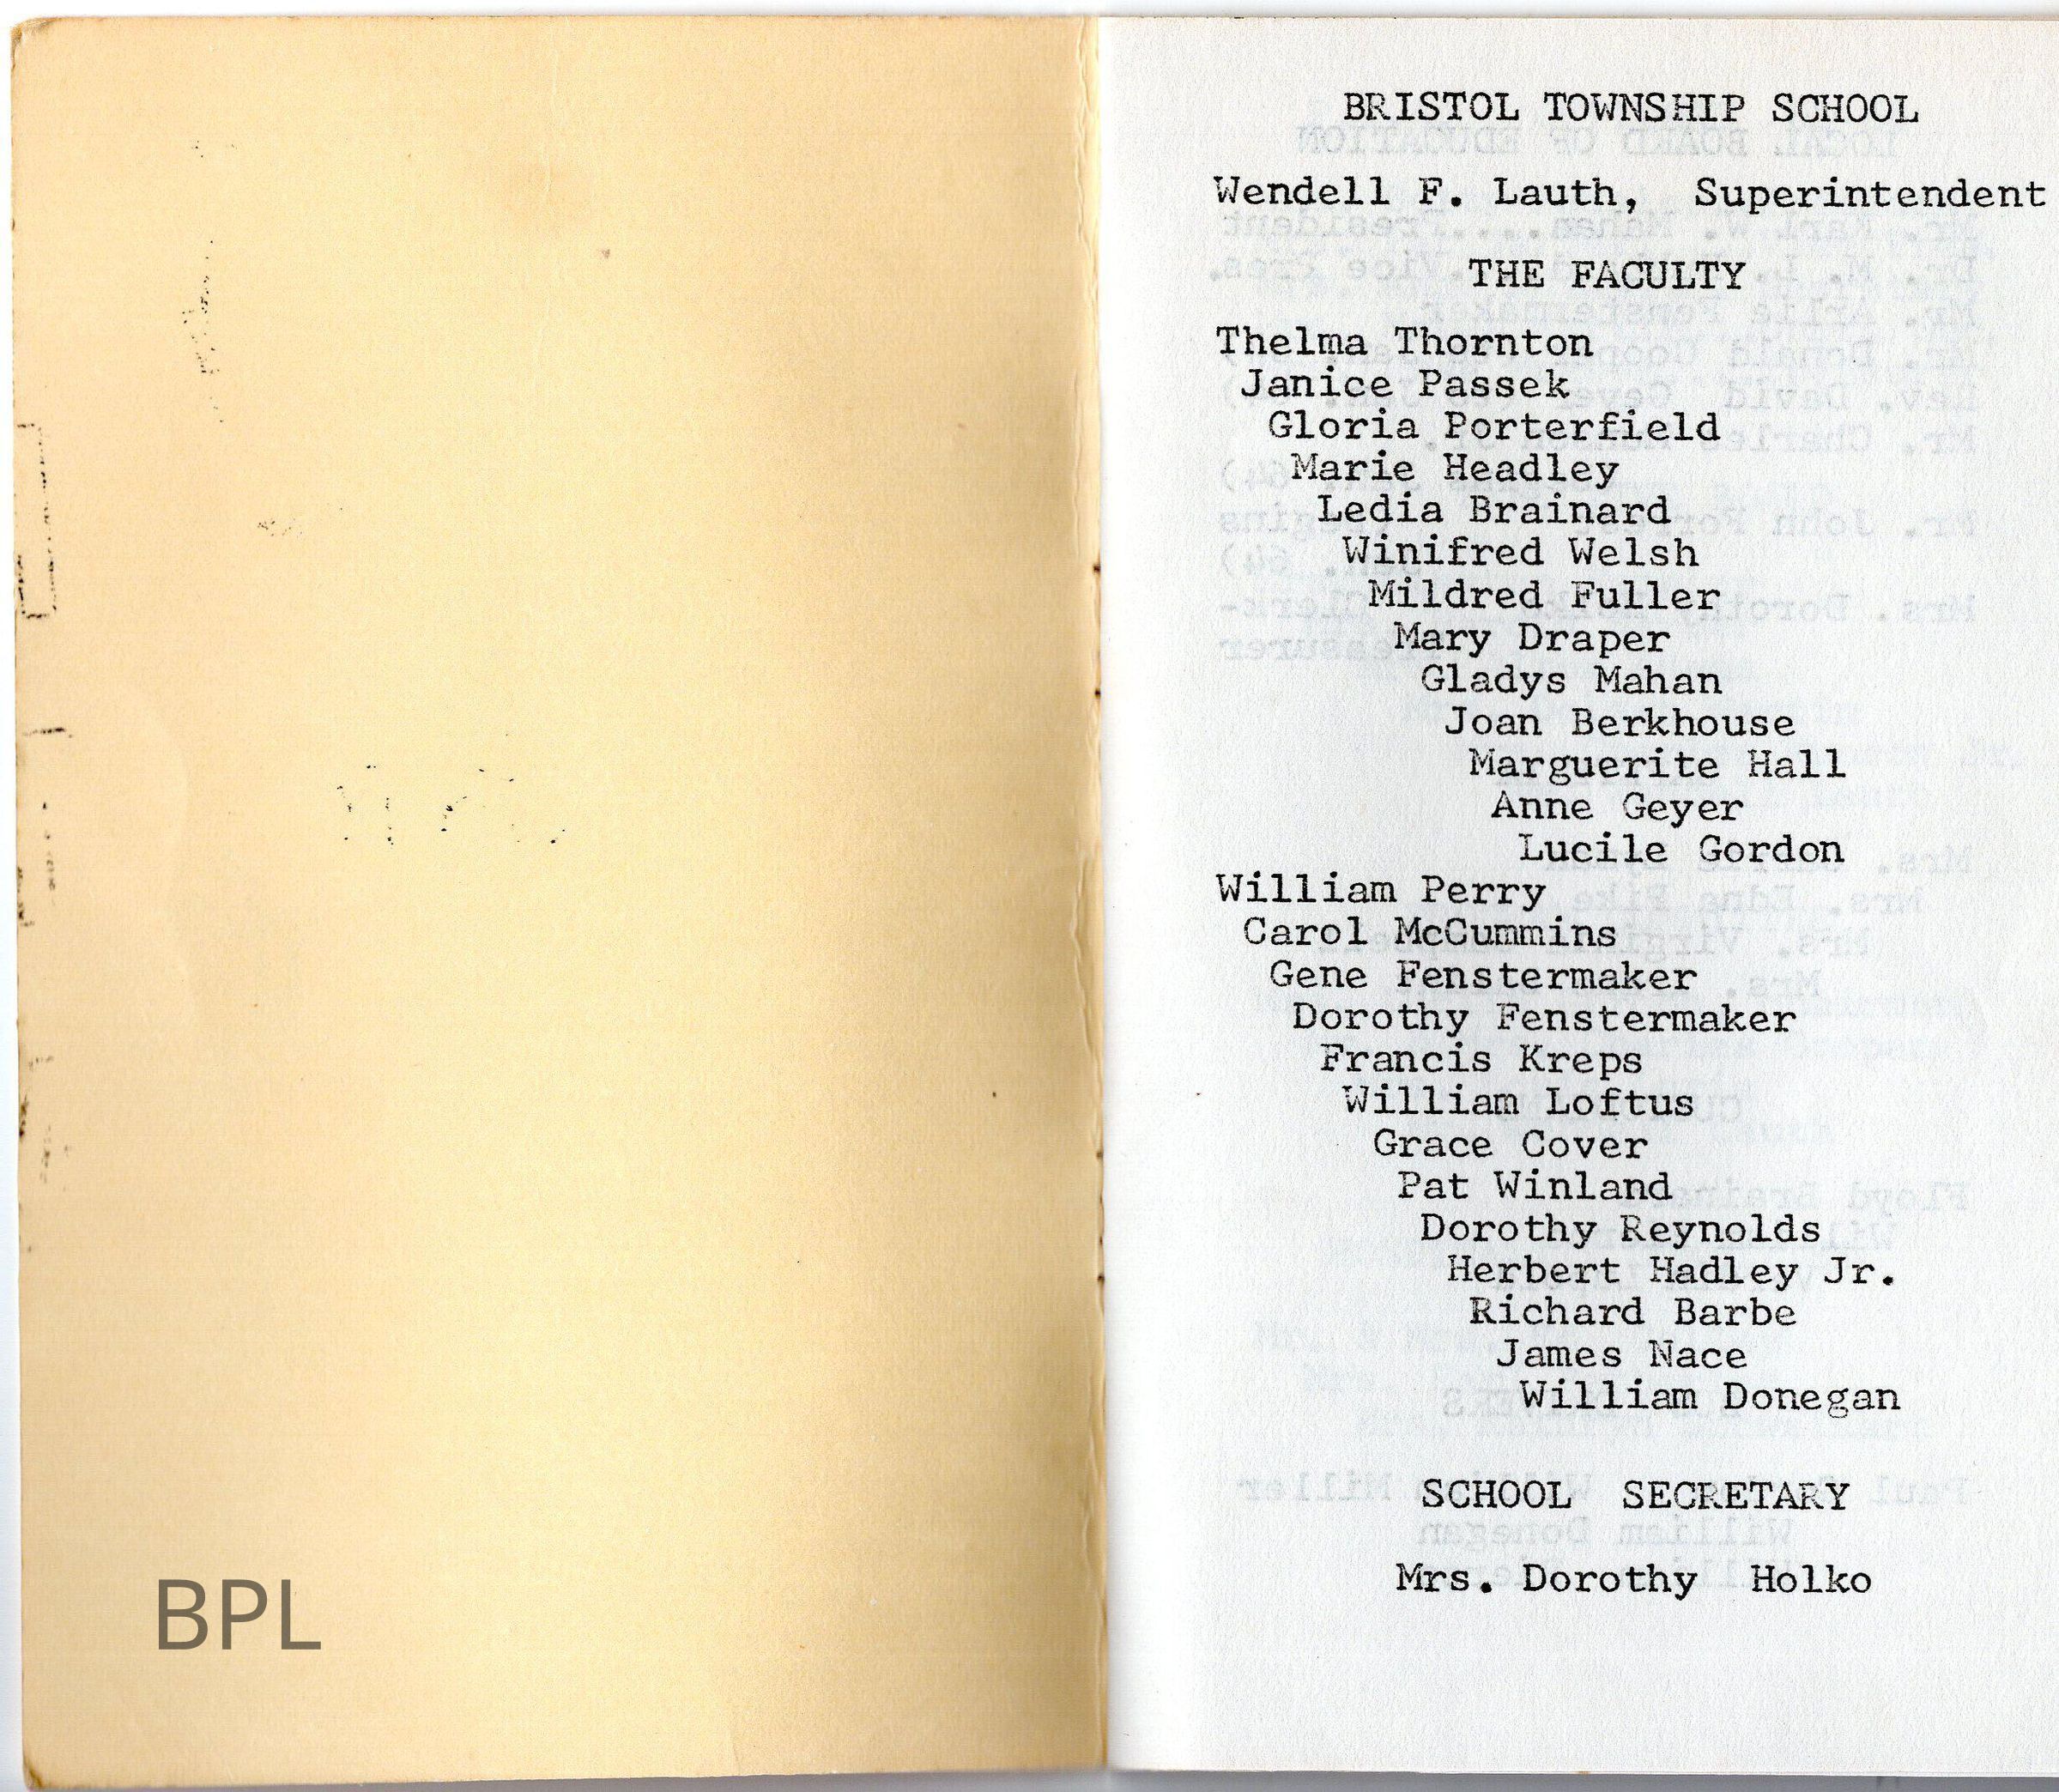 BPL
BRISTOL TOWNSHIP SCHOOL
Wendell F. Lauth, Superintendent
THE FACULTY
Thelma Thornton
Janice Passek
Gloria Porterfield
Marie Headley
Ledia Brainard
Winifred Welsh
Mildred Fuller
Mary Draper
Gladys Mahan
Joan Berkhouse
Marguerite Hall
Anne Geyer
Lucile Gordon
William Perry
Carol McCummins
Gene Fenstermaker
Dorothy Fenstermaker
Francis Kreps
William Loftus
Grace Cover
Pat Winland
Dorothy Reynolds
Herbert Hadley Jr.
Richard Barbe
James Nace
William Donegan
SCHOOL SECRETARY
Mrs. Dorothy Holko